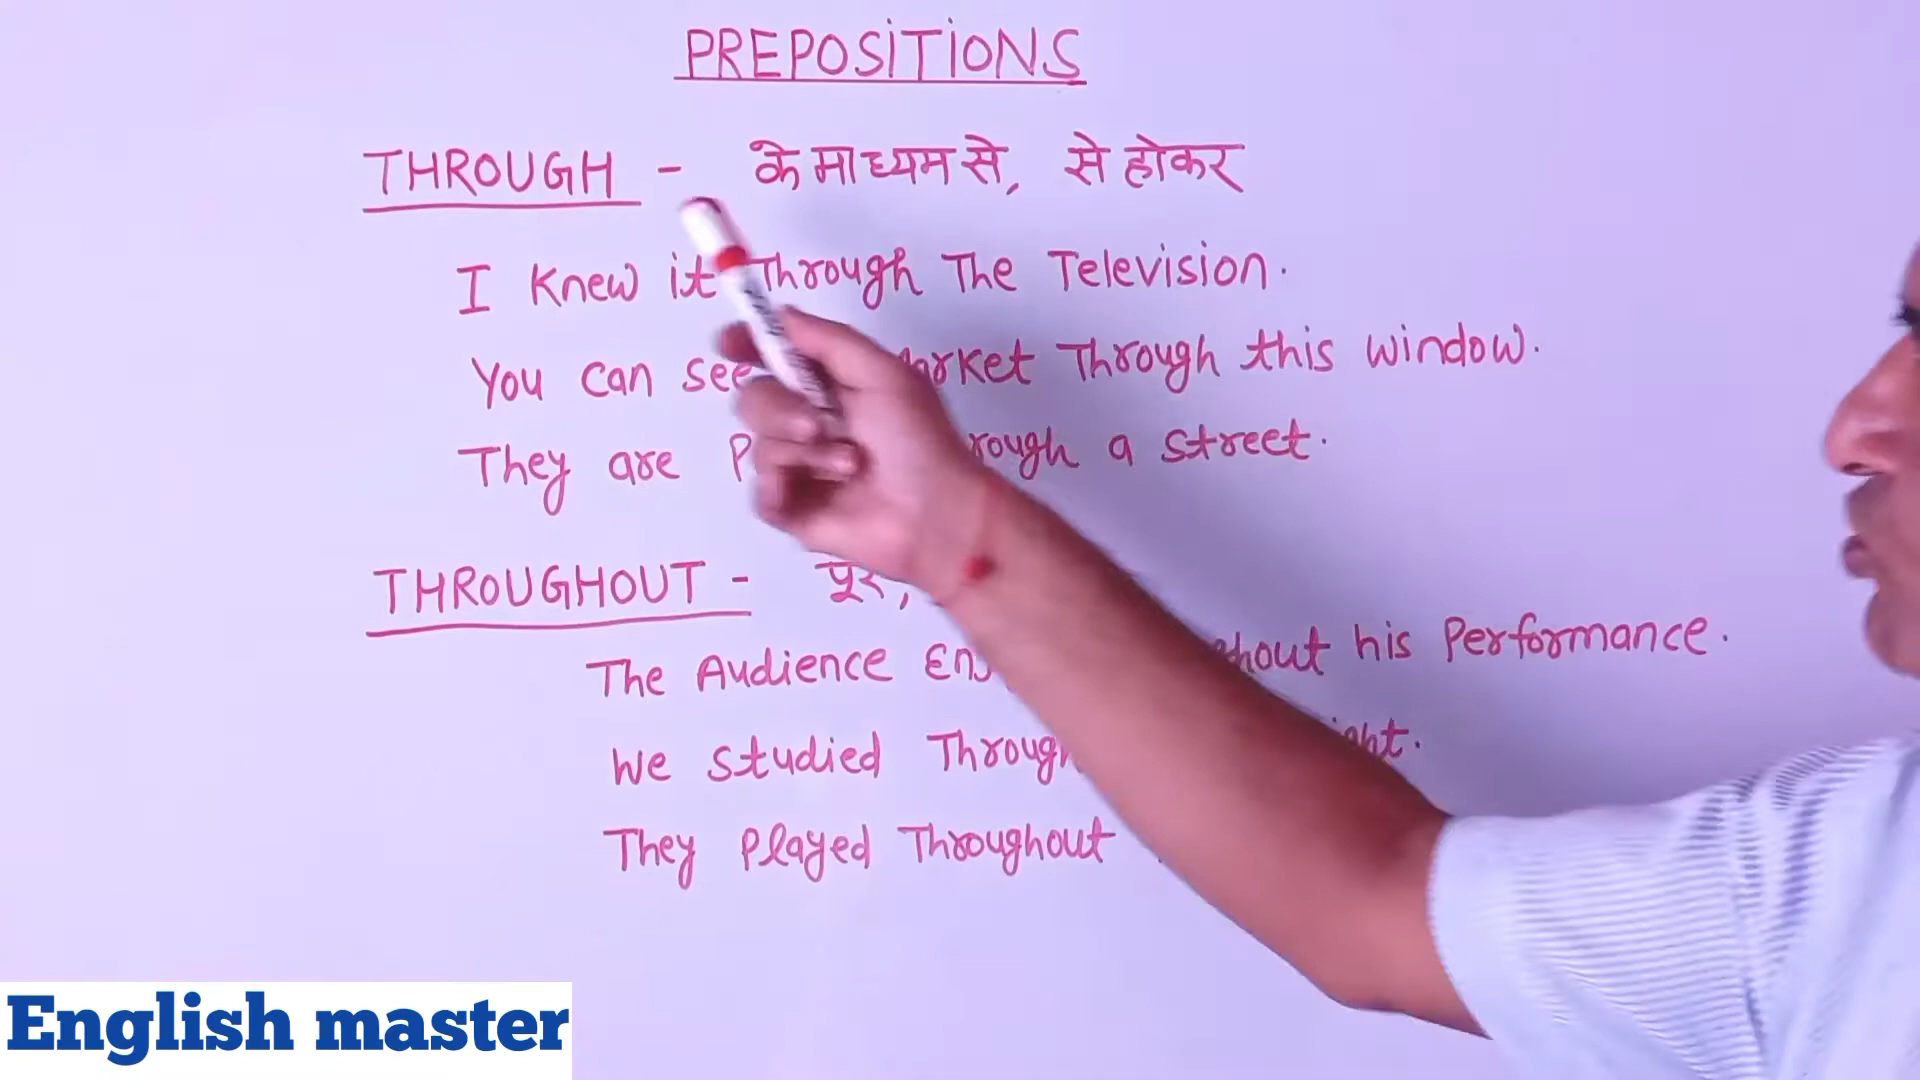 PREPOSITIONS
THROUGH - के माध्यम से, से होकर
I Knew it Through The Television.
You can see Through this window.
They are a street.
THROUGHOUT -
The Audience his Performance.
We studied
They Played Throughout
English master